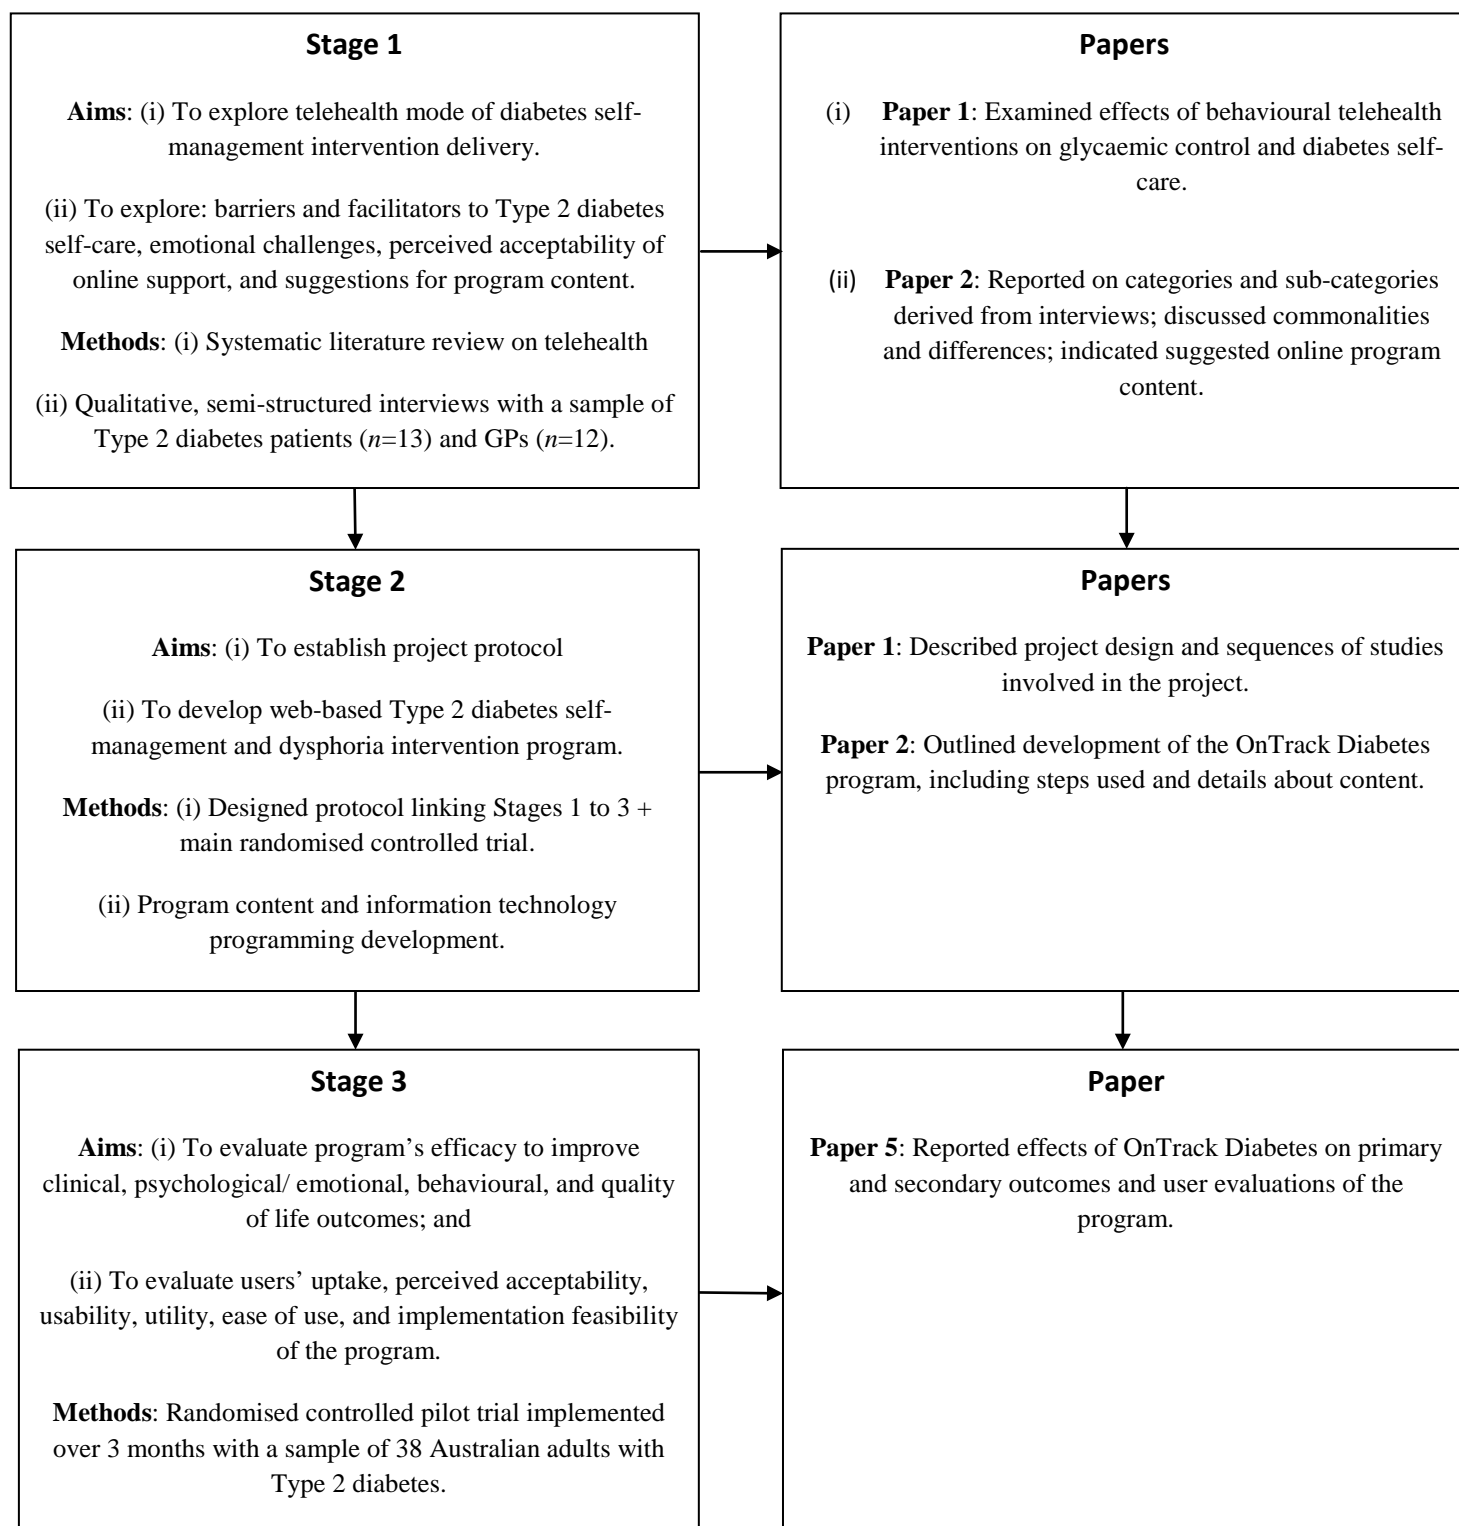 Stage 1
Aims: (i) To explore telehealth mode of diabetes self-
management intervention delivery.
(ii) To explore: barriers and facilitators to Type 2 diabetes
self-care, emotional challenges, perceived acceptability of
online support, and suggestions for program content.
Methods: (i) Systematic literature review on telehealth
(ii) Qualitative, semi-structured interviews with a sample of
Type 2 diabetes patients (n=13) and GPs (n=12).
Papers
(i) Paper 1: Examined effects of behavioural telehealth
interventions on glycaemic control and diabetes self-
care.
(ii) Paper 2: Reported on categories and sub-categories
derived from interviews; discussed commonalities
and differences; indicated suggested online program
content.
Stage 2
Aims: (i) To establish project protocol
(ii) To develop web-based Type 2 diabetes self-
management and dysphoria intervention program.
Methods: (i) Designed protocol linking Stages 1 to 3 +
main randomised controlled trial.
(ii) Program content and information technology
programming development.
Papers
Paper 1: Described project design and sequences of studies
involved in the project.
Paper 2: Outlined development of the OnTrack Diabetes
program, including steps used and details about content.
Stage 3
Aims: (i) To evaluate program’s efficacy to improve
clinical, psychological/ emotional, behavioural, and quality
of life outcomes; and
(ii) To evaluate users’ uptake, perceived acceptability,
usability, utility, ease of use, and implementation feasibility
of the program.
Methods: Randomised controlled pilot trial implemented
over 3 months with a sample of 38 Australian adults with
Type 2 diabetes.
Paper
Paper 5: Reported effects of OnTrack Diabetes on primary
and secondary outcomes and user evaluations of the
program.